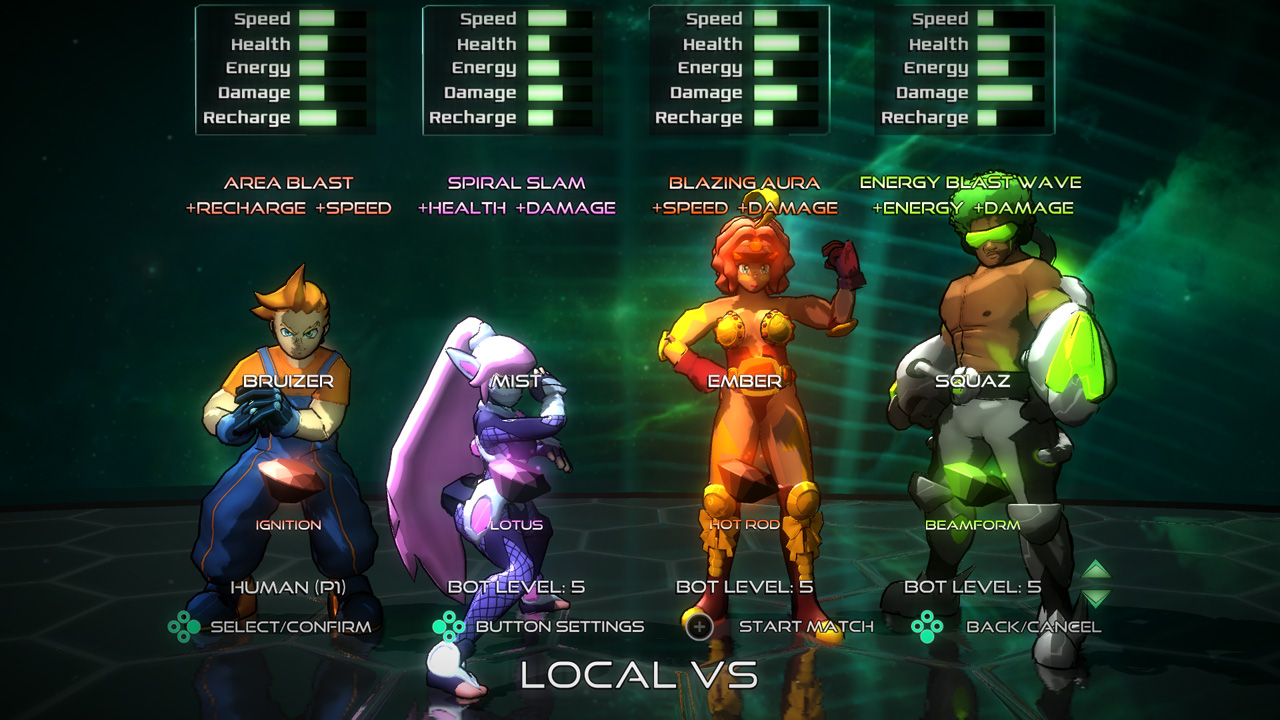 Speed Speed Speed Speed
Health Health Health Health
Energy Energy Energy Energy
Damage Damage Damage Damage
Recharge Recharge Recharge Recharge
AREA BLAST SPIRAL SLAM BLAZING AURA ENERGY BLAST WAVE
+RECHARGE +SPEED +HEALTH +DAMAGE +SPEED +DAMAGE +ENERGY +DAMAGE
BRUIZER MIST EMBER SQUAZ
IGNITION LOTUS HOT ROD BEAMFORM
HUMAN (P1) BOT LEVEL: 5 BOT LEVEL: 5 BOT LEVEL: 5
SELECT/CONFIRM BUTTON SETTINGS + START MATCH BACK/CANCEL
LOCAL VS